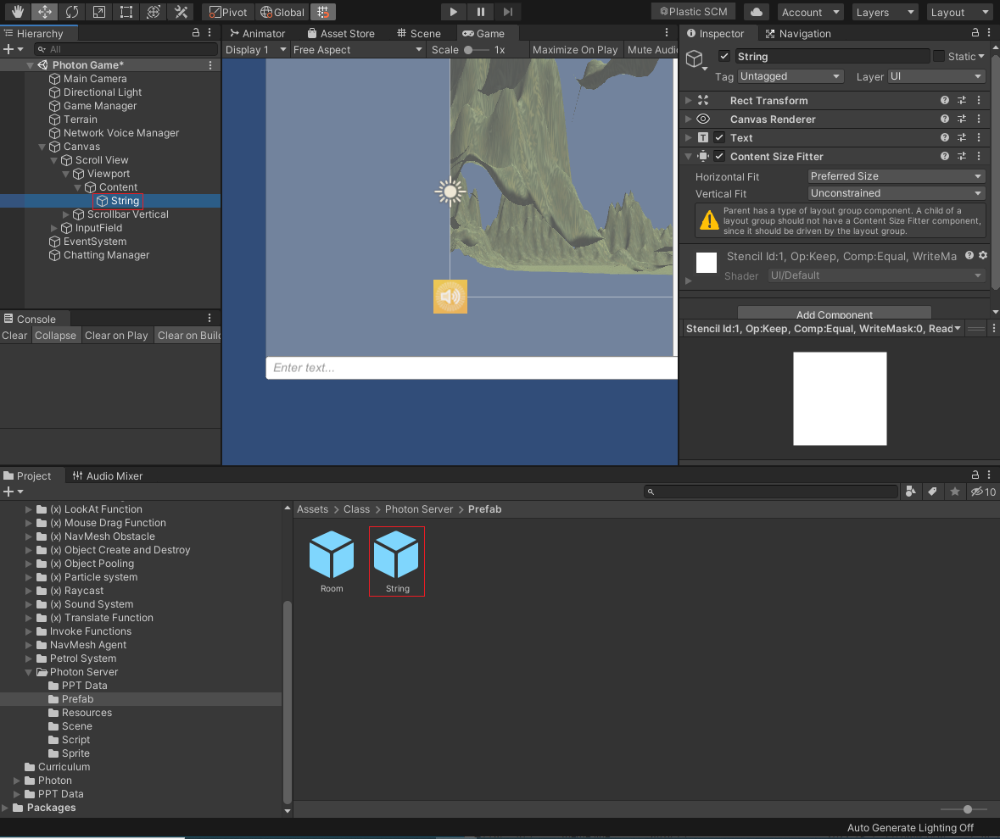 Pivot
Global
Plastic SCM
Account
Layers
Layout
Hierarchy
All
Photon Game*
Main Camera
Directional Light
Game Manager
Terrain
Network Voice Manager
Canvas
Scroll View
Viewport
Content
String
Scrollbar Vertical
InputField
EventSystem
Chatting Manager
Console
Clear
Collapse
Clear on Play
Clear on Build
Animator
Asset Store
Scene
Game
Display 1
Free Aspect
Scale
1x
Maximize On Play
Mute Audi
Enter text...
Inspector
Navigation
String
Static
Tag
Untagged
Layer
UI
Rect Transform
Canvas Renderer
Text
Content Size Fitter
Horizontal Fit
Preferred Size
Vertical Fit
Unconstrained
Parent has a type of layout group component. A child of a
layout group should not have a Content Size Fitter component,
since it should be driven by the layout group.
Stencil Id:1, Op:Keep, Comp:Equal, WriteMa
Shader
UI/Default
Add Component
Stencil Id:1, Op:Keep, Comp:Equal, WriteMask:0, Read
Project
Audio Mixer
10
(x) LookAt Function
(x) Mouse Drag Function
(x) NavMesh Obstacle
(x) Object Create and Destroy
(x) Object Pooling
(x) Particle system
(x) Raycast
(x) Sound System
(x) Translate Function
Invoke Functions
NavMesh Agent
Petrol System
Photon Server
PPT Data
Prefab
Resources
Scene
Script
Sprite
Curriculum
Photon
PPT Data
Packages
Assets > Class > Photon Server > Prefab
Room
String
Auto Generate Lighting Off